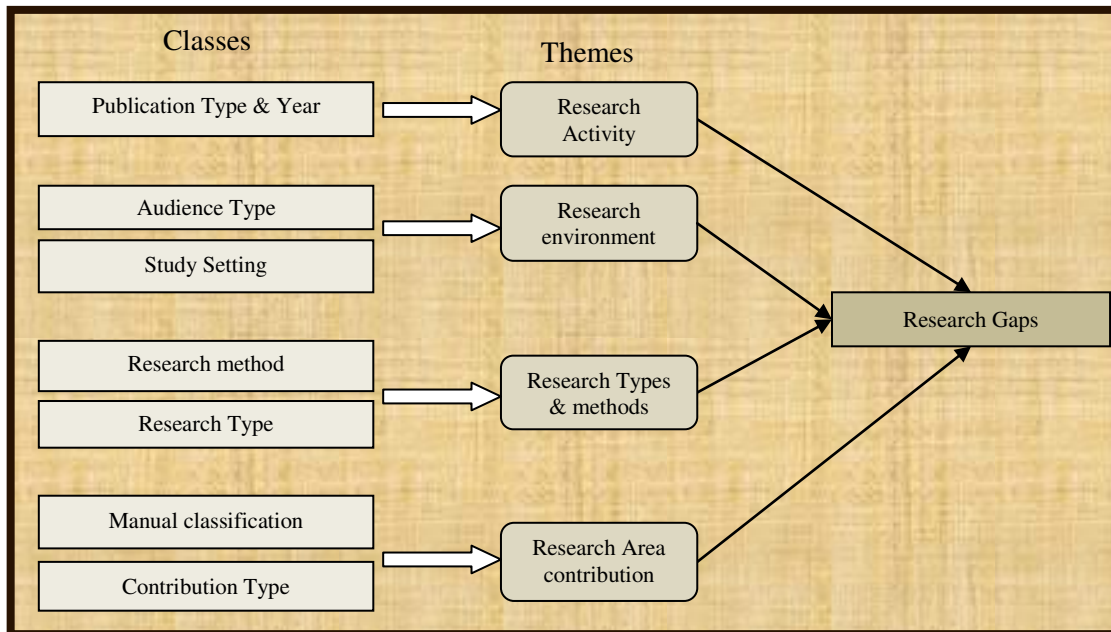 Classes
Themes
Publication Type & Year
Research
Activity
Audience Type
Study Setting
Research
environment
Research Gaps
Research method
Research Type
Research Types
& methods
Manual classification
Contribution Type
Research Area
contribution